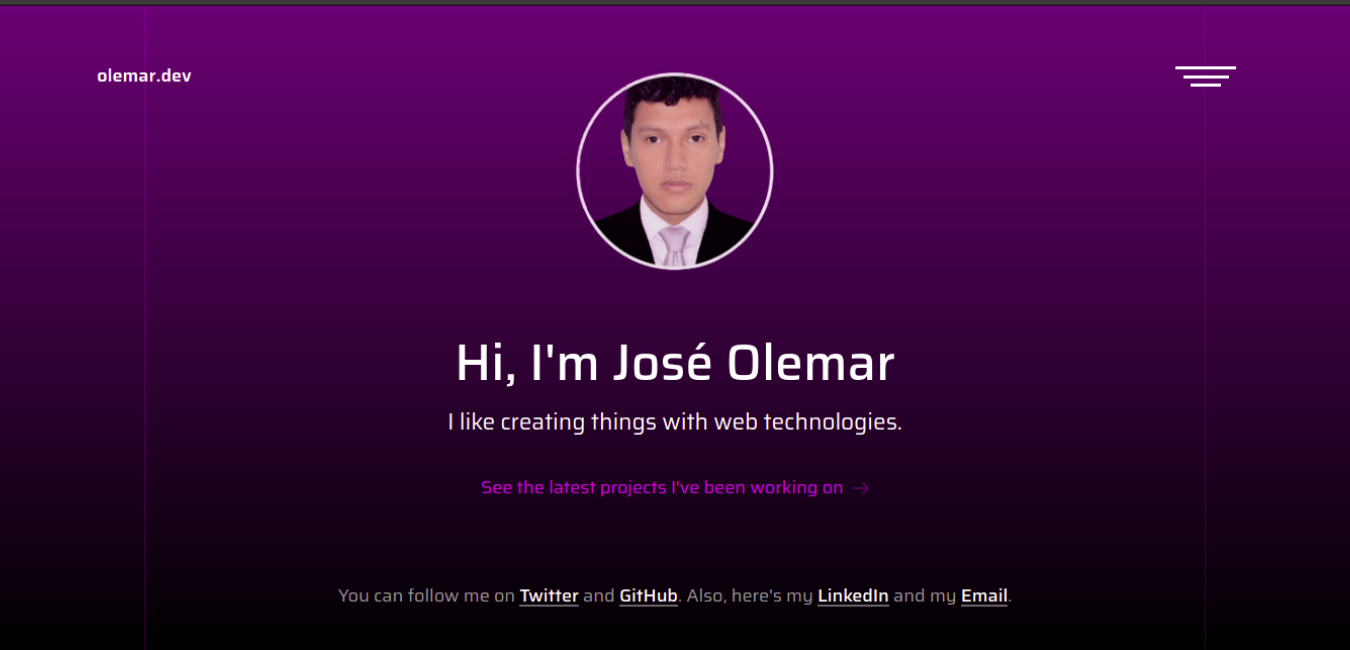 olemar.dev
Hi, I'm José Olemar
I like creating things with web technologies.
See the latest projects I've been working on →
You can follow me on Twitter and GitHub. Also, here's my LinkedIn and my Email.